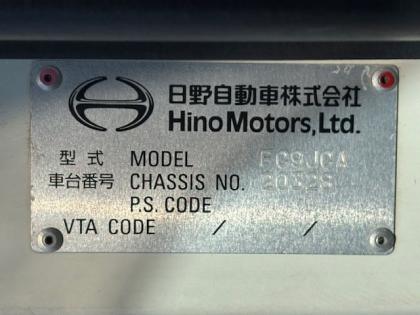 日野自動車株式会社
Hino Motors, Ltd.
型式 MODEL FC9JCA
車台番号 CHASSIS NO.
P.S. CODE
VTA CODE / /